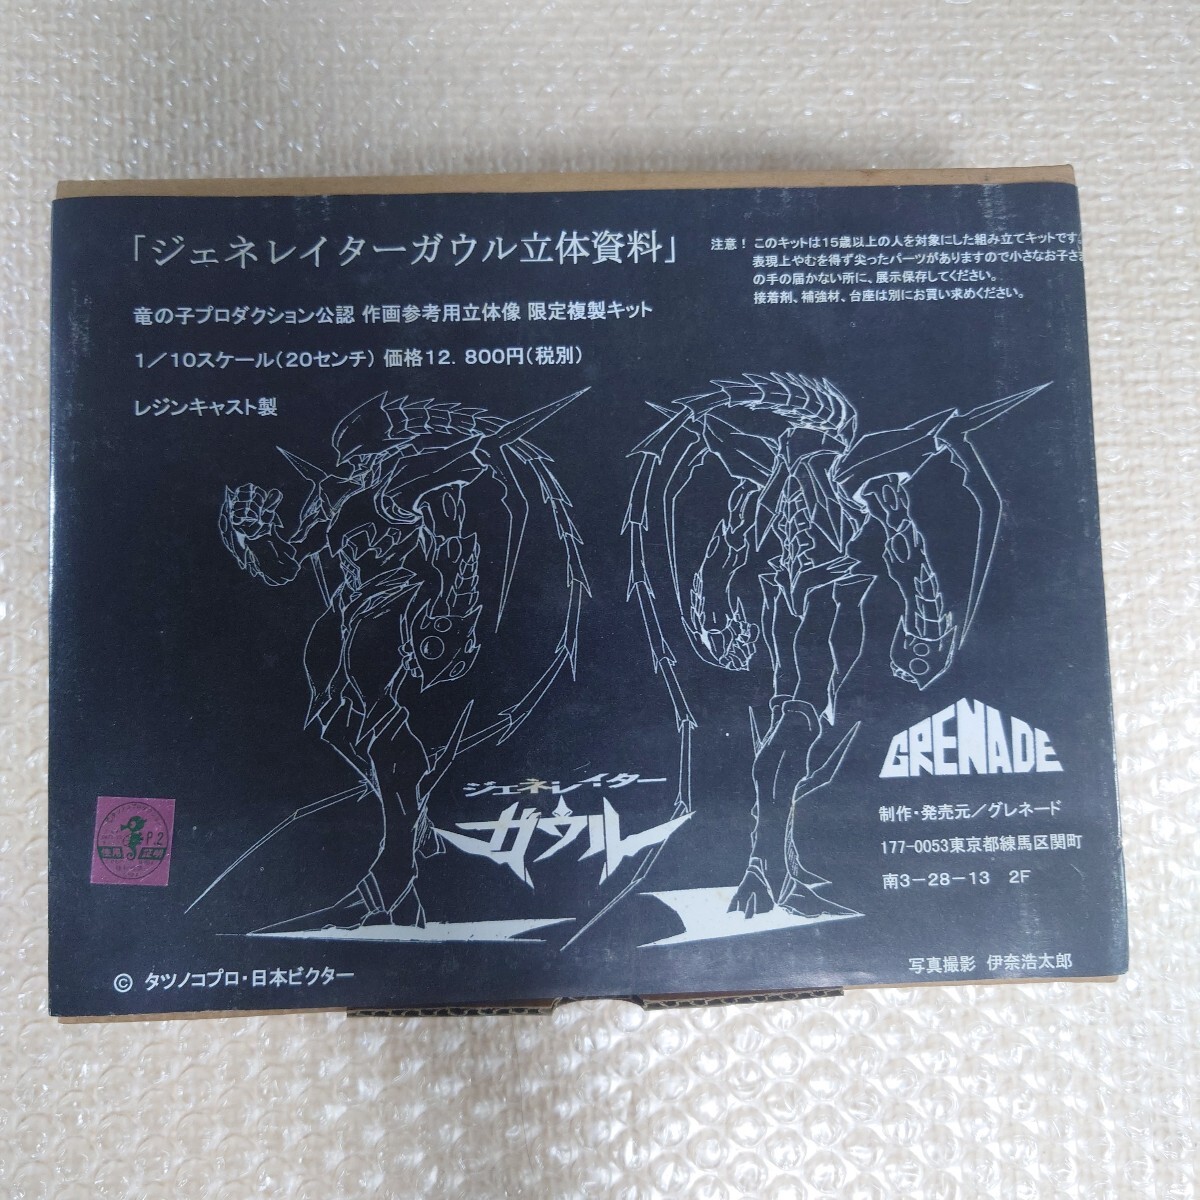 「ジェネレイターガウル立体資料」
注意！ このキットは15歳以上の人を対象にした組み立てキットです。
表現上やむを得ず尖ったパーツがありますので小さなお子さま
の手の届かない所に、展示保存してください。
接着剤、補強材、台座は別にお買い求めください。
竜の子プロダクション公認 作画参考用立体像 限定複製キット
1／10スケール（20センチ） 価格12．800円（税別）
レジンキャスト製
GRENADE
ジェネレイター
ガウル
制作・発売元／グレネード
177-0053東京都練馬区関町
南3－28－13 2F
P.2
使用 証明
© タツノコプロ・日本ビクター
写真撮影 伊奈浩太郎